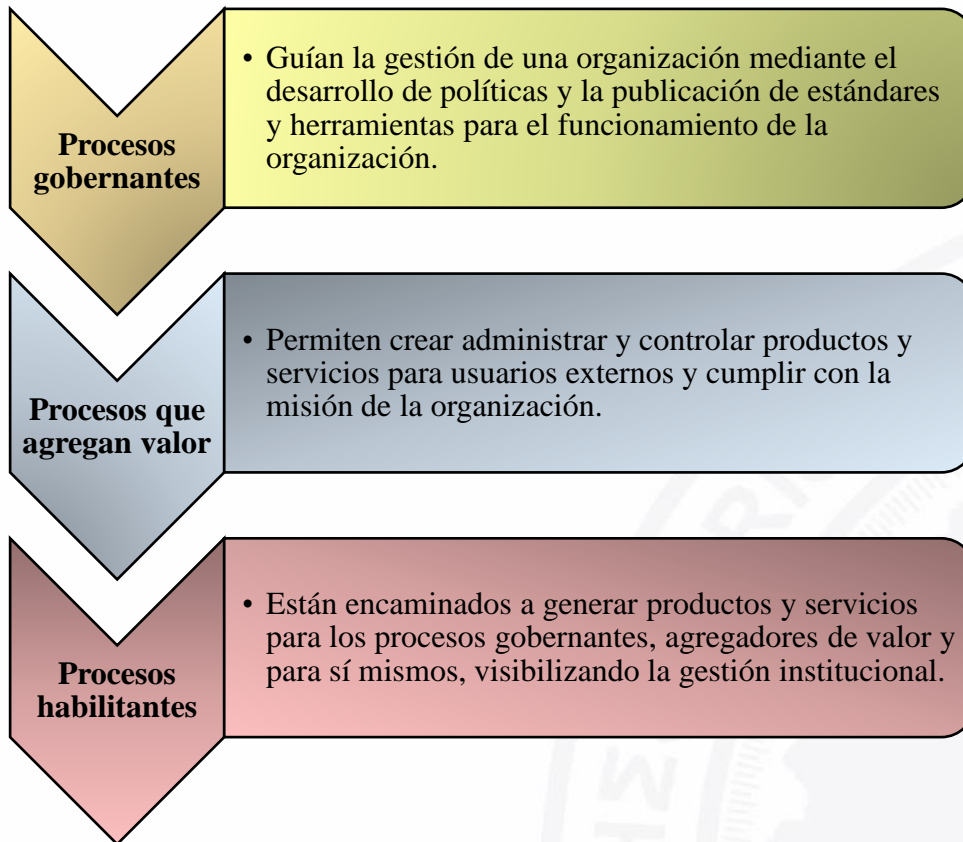 Procesos
gobernantes
• Guían la gestión de una organización mediante el
desarrollo de políticas y la publicación de estándares
y herramientas para el funcionamiento de la
organización.
Procesos que
agregan valor
• Permiten crear administrar y controlar productos y
servicios para usuarios externos y cumplir con la
misión de la organización.
Procesos
habilitantes
• Están encaminados a generar productos y servicios
para los procesos gobernantes, agregadores de valor y
para sí mismos, visibilizando la gestión institucional.